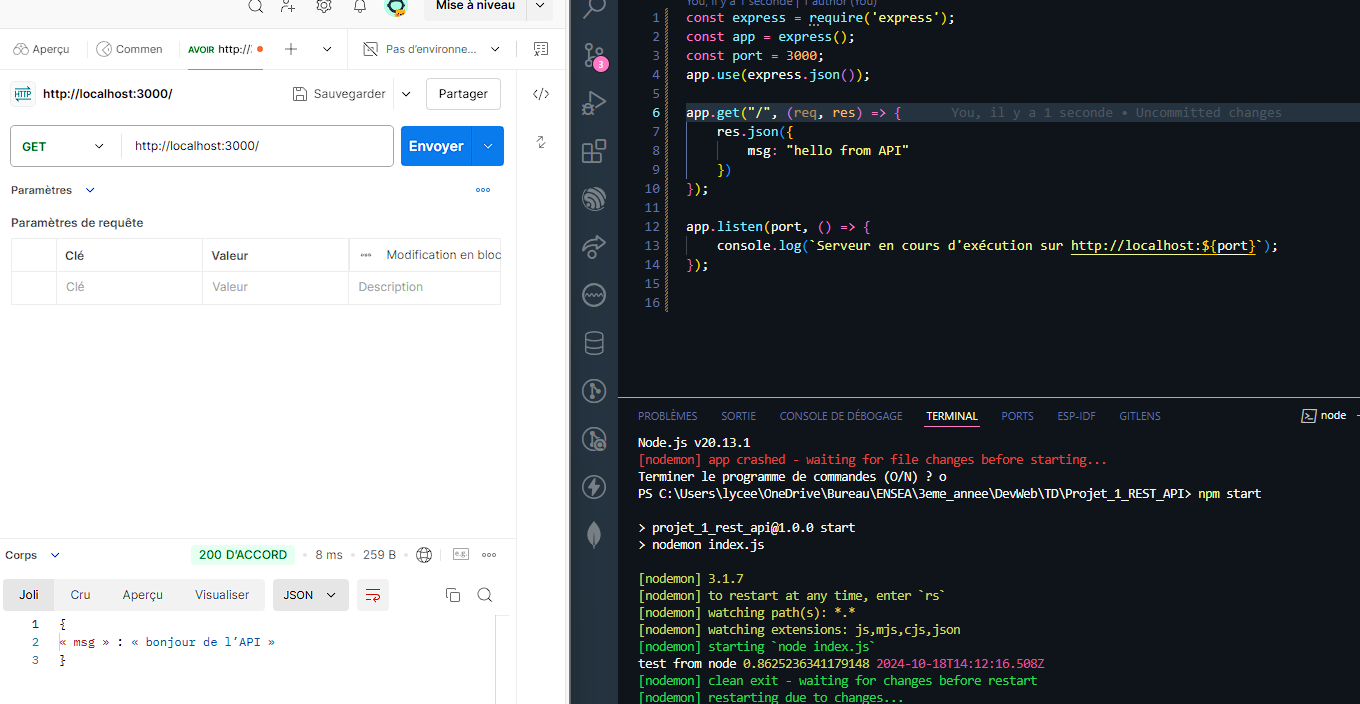 Mise à niveau
Aperçu
Commen
AVOIR http://
Pas d'environne...
HTTP
http://localhost:3000/
Sauvegarder
Partager
</>
GET
http://localhost:3000/
Envoyer
Paramètres
Paramètres de requête
Clé
Valeur
Modification en bloc
Clé
Valeur
Description
Corps
200 D'ACCORD
8 ms
259 B
e.g.
Joli
Cru
Aperçu
Visualiser
JSON
1 {
2 « msg » : « bonjour de l'API »
3 }
3
You, il y a 1 seconde | 1 author (You)
1 const express = require('express');
2 const app = express();
3 const port = 3000;
4 app.use(express.json());
5
6 app.get("/", (req, res) => { You, il y a 1 seconde • Uncommitted changes
7 res.json({
8 msg: "hello from API"
9 })
10 });
11
12 app.listen(port, () => {
13 console.log(`Serveur en cours d'exécution sur http://localhost:${port}`);
14 });
15
16
PROBLÈMES
SORTIE
CONSOLE DE DÉBOGAGE
TERMINAL
PORTS
ESP-IDF
GITLENS
node
Node.js v20.13.1
[nodemon] app crashed - waiting for file changes before starting...
Terminer le programme de commandes (O/N) ? o
PS C:\Users\lycee\OneDrive\Bureau\ENSEA\3eme_annee\DevWeb\TD\Projet_1_REST_API> npm start
> projet_1_rest_api@1.0.0 start
> nodemon index.js
[nodemon] 3.1.7
[nodemon] to restart at any time, enter `rs`
[nodemon] watching path(s): *.*
[nodemon] watching extensions: js,mjs,cjs,json
[nodemon] starting `node index.js`
test from node 0.8625236341179148 2024-10-18T14:12:16.508Z
[nodemon] clean exit - waiting for changes before restart
[nodemon] restarting due to changes...